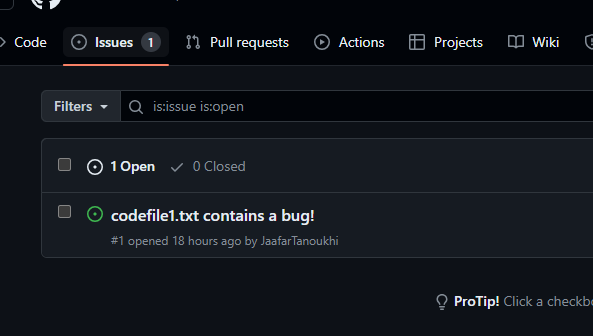 Code Issues 1 Pull requests Actions Projects Wiki
Filters is:issue is:open
1 Open 0 Closed
codefile1.txt contains a bug!
#1 opened 18 hours ago by JaafarTanoukhi
ProTip! Click a